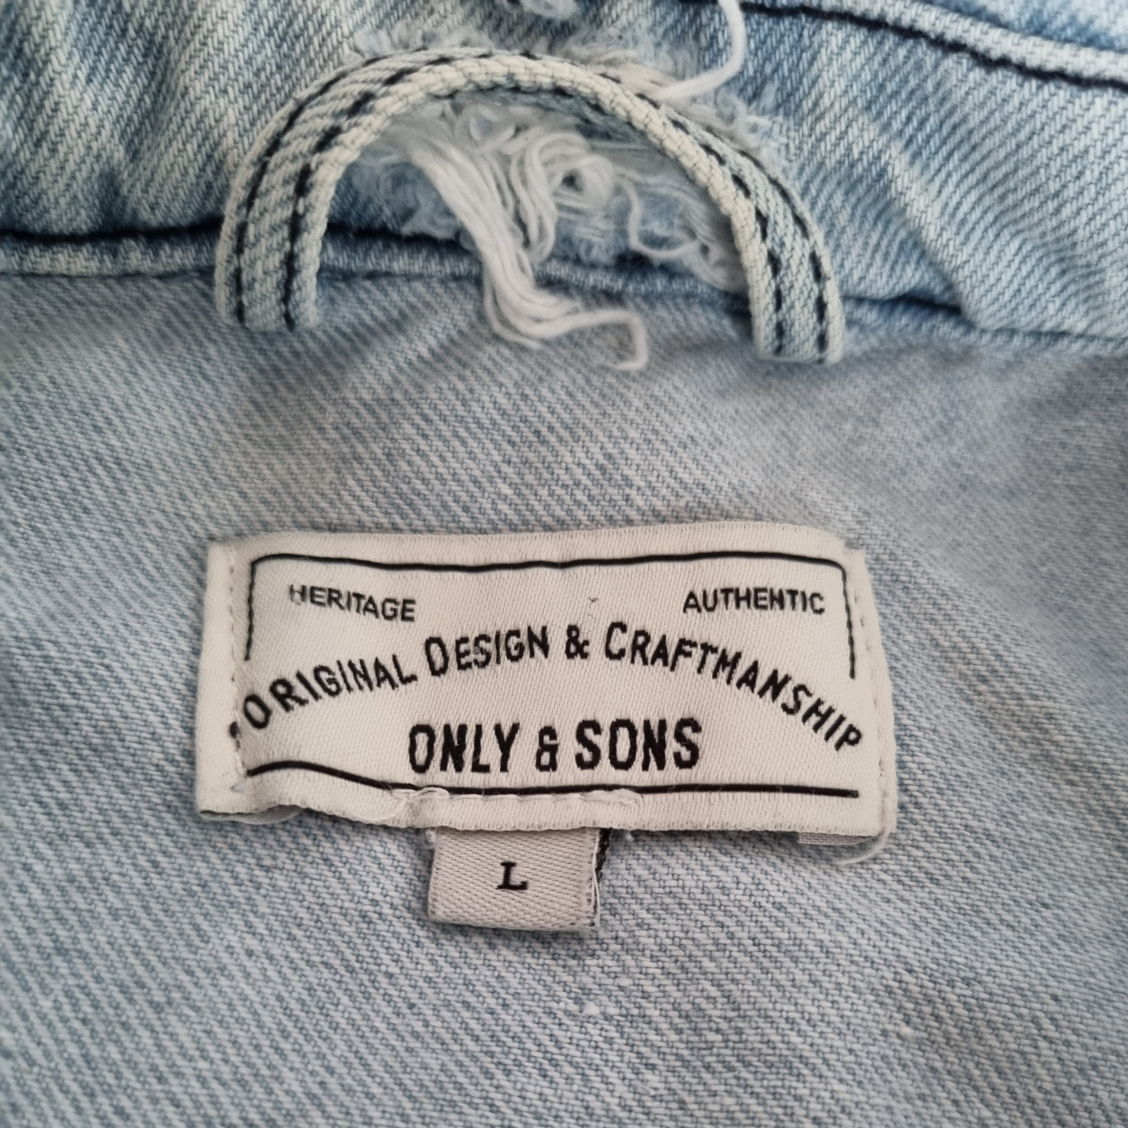 HERITAGE AUTHENTIC
ORIGINAL DESIGN & CRAFTMANSHIP
ONLY & SONS
L